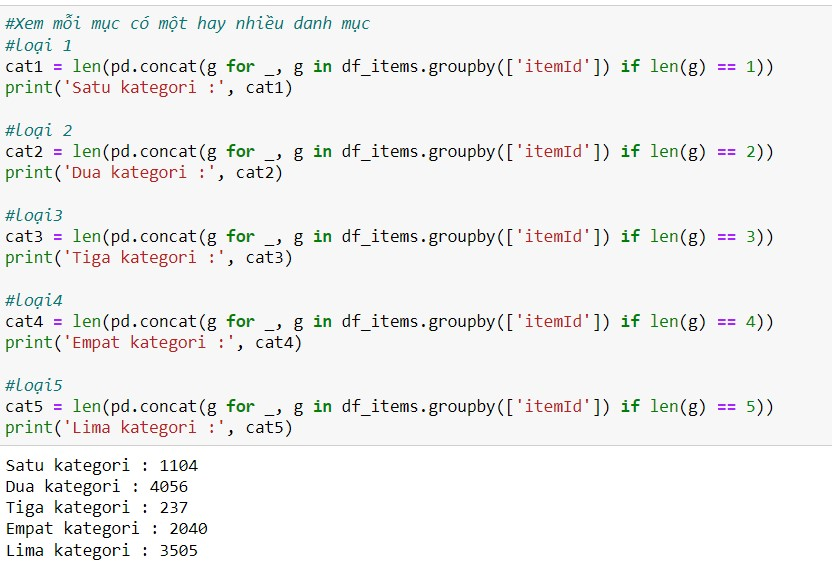 #Xem mỗi mục có một hay nhiều danh mục
#loại 1
cat1 = len(pd.concat(g for _, g in df_items.groupby(['itemId']) if len(g) == 1))
print('Satu kategori :', cat1)
#loại 2
cat2 = len(pd.concat(g for _, g in df_items.groupby(['itemId']) if len(g) == 2))
print('Dua kategori :', cat2)
#loại3
cat3 = len(pd.concat(g for _, g in df_items.groupby(['itemId']) if len(g) == 3))
print('Tiga kategori :', cat3)
#loại4
cat4 = len(pd.concat(g for _, g in df_items.groupby(['itemId']) if len(g) == 4))
print('Empat kategori :', cat4)
#loại5
cat5 = len(pd.concat(g for _, g in df_items.groupby(['itemId']) if len(g) == 5))
print('Lima kategori :', cat5)
Satu kategori : 1104
Dua kategori : 4056
Tiga kategori : 237
Empat kategori : 2040
Lima kategori : 3505